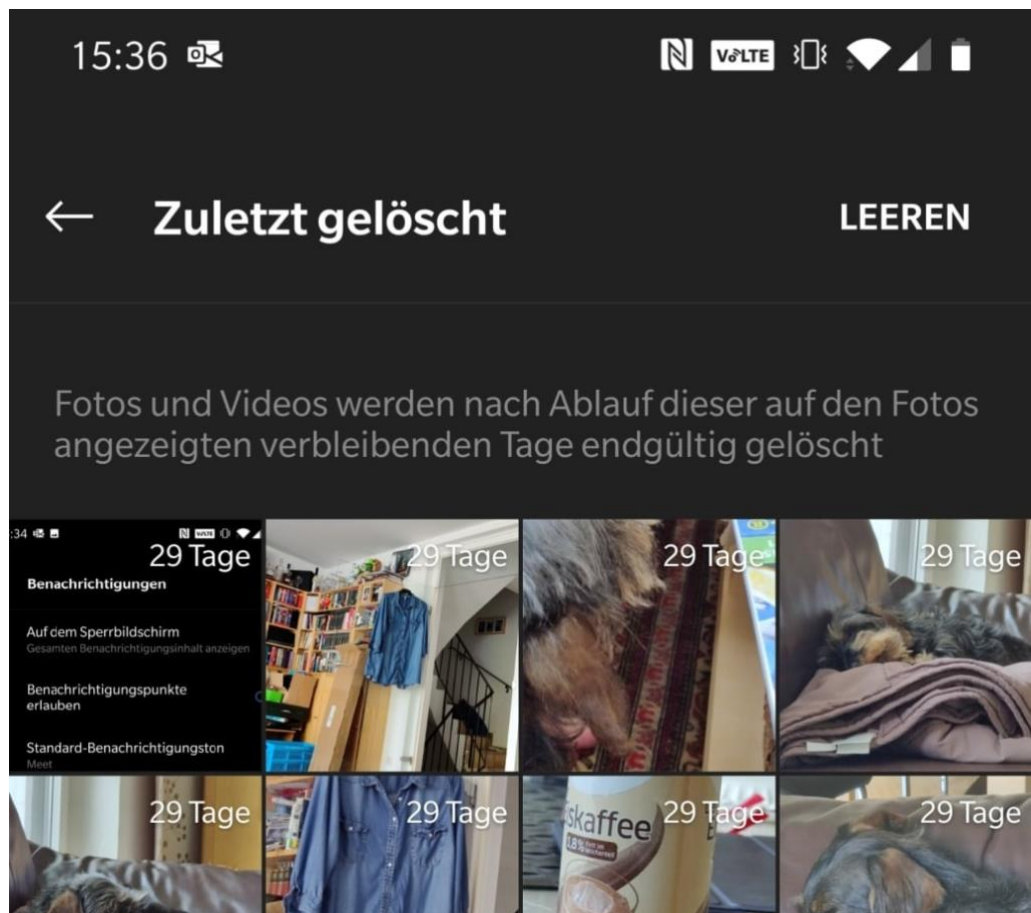 15:36
VoLTE
Zuletzt gelöscht
LEEREN
Fotos und Videos werden nach Ablauf dieser auf den Fotos
angezeigten verbleibenden Tage endgültig gelöscht
:34
29 Tage
Benachrichtigungen
Auf dem Sperrbildschirm
Gesamten Benachrichtigungsinhalt anzeigen
Benachrichtigungspunkte
erlauben
Standard-Benachrichtigungston
Meet
29 Tage
29 Tage
29 Tage
29 Tage
29 Tage
29 Tage
skaffee
29 Tage